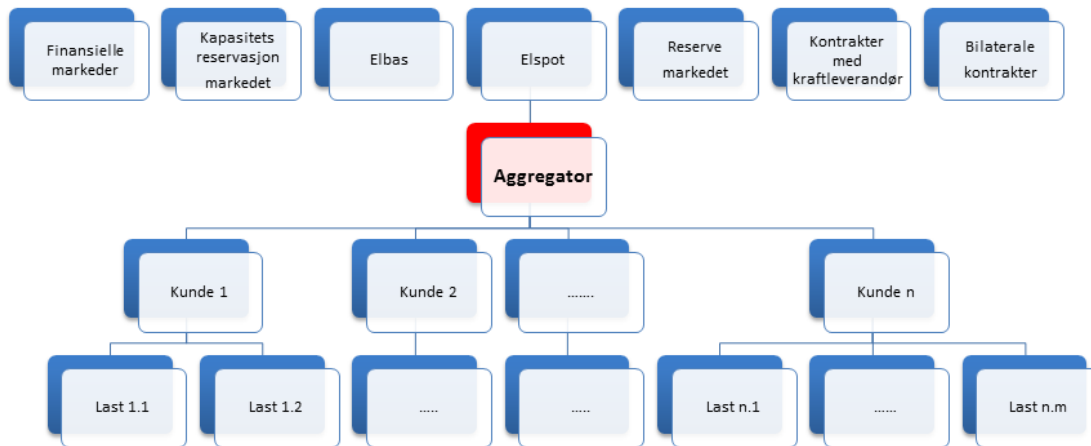 Finansielle
markeder
Kapasitets
reservasjon
markedet
Elbas
Elspot
Reserve
markedet
Kontrakter
med
kraftleverandør
Bilaterale
kontrakter
Aggregator
Kunde 1
Kunde 2
.......
Kunde n
Last 1.1
Last 1.2
.....
.....
Last n.1
......
Last n.m